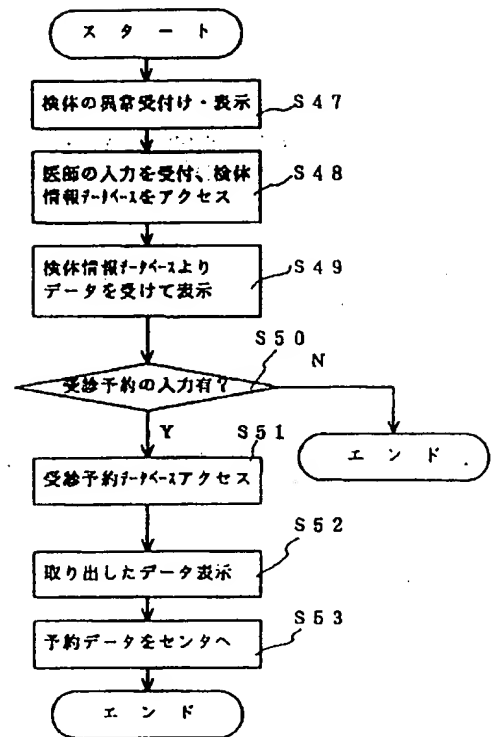 スタート
検体の異常受付け・表示
S47
医師の入力を受付、検体
情報データベースをアクセス
S48
検体情報データベースより
データを受けて表示
S49
S50
受診予約の入力有?
N
Y
S51
エンド
受診予約データベースアクセス
S52
取り出したデータ表示
S53
予約データをセンタへ
エンド